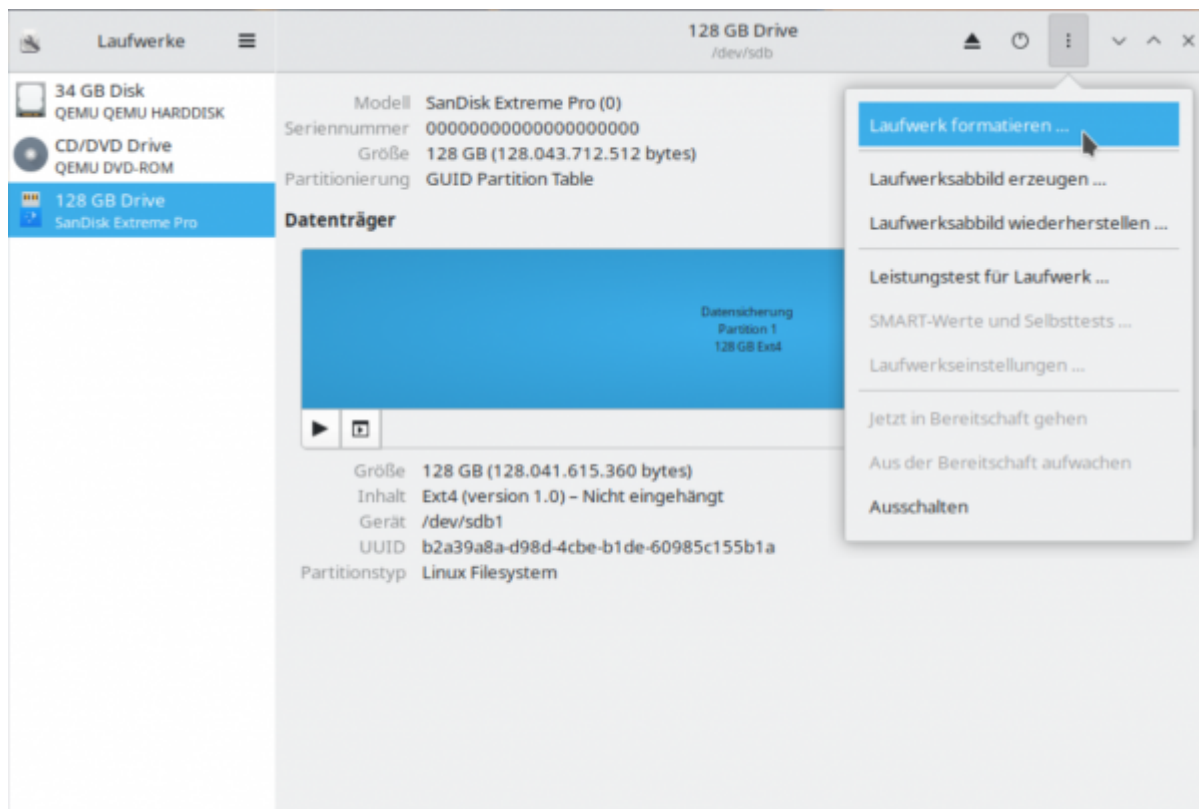 Laufwerke
128 GB Drive
/dev/sdb
34 GB Disk
QEMU QEMU HARDDISK
CD/DVD Drive
QEMU DVD-ROM
128 GB Drive
SanDisk Extreme Pro
Modell SanDisk Extreme Pro (0)
Seriennummer 00000000000000000000
Größe 128 GB (128.043.712.512 bytes)
Partitionierung GUID Partition Table
Datenträger
Datensicherung
Partition 1
128 GB Ext4
Größe 128 GB (128.041.615.360 bytes)
Inhalt Ext4 (version 1.0) – Nicht eingehängt
Gerät /dev/sdb1
UUID b2a39a8a-d98d-4cbe-b1de-60985c155b1a
Partitionstyp Linux Filesystem
Laufwerk formatieren ...
Laufwerksabbild erzeugen ...
Laufwerksabbild wiederherstellen ...
Leistungstest für Laufwerk ...
SMART-Werte und Selbsttests ...
Laufwerkseinstellungen ...
Jetzt in Bereitschaft gehen
Aus der Bereitschaft aufwachen
Ausschalten